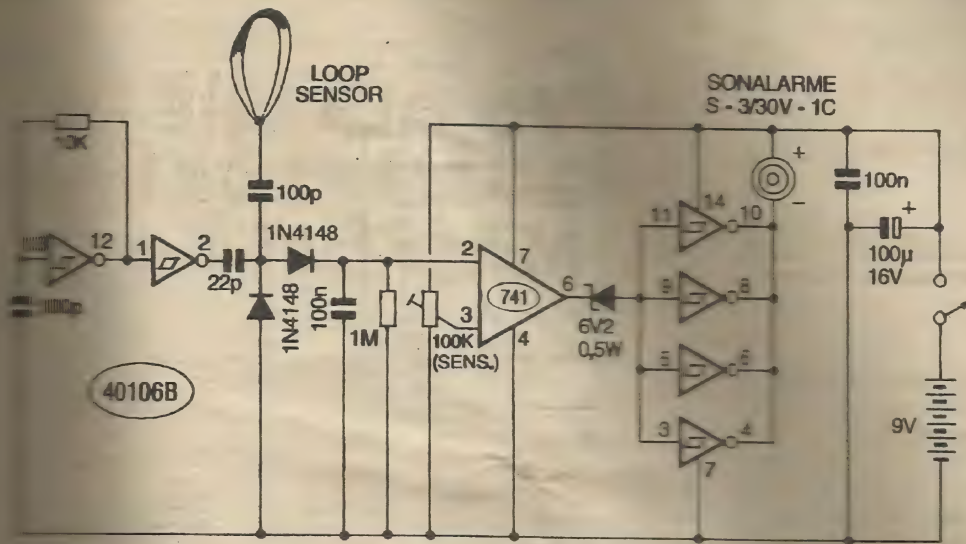 LOOP
SENSOR
SONALARME
S - 3/30V - 1C
10K
100p
12
1
2
22p
1N4148
1N4148
100n
1M
2
3
100K
(SENS.)
741
7
4
6
6V2
0,5W
11
14
10
9
8
5
6
3
4
7
+
−
100n
+
100µ
16V
9V
40106B